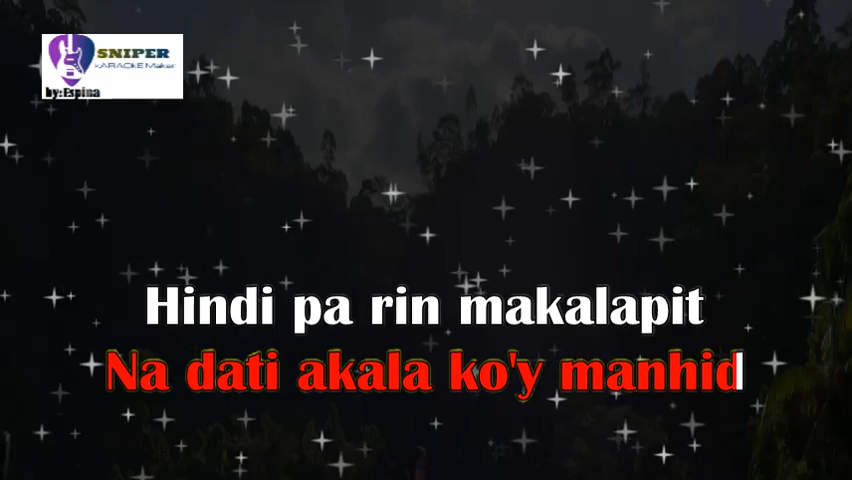 SNIPER
KARAOKE Maker
by:Espina
Hindi pa rin makalapit
Na dati akala ko'y manhid